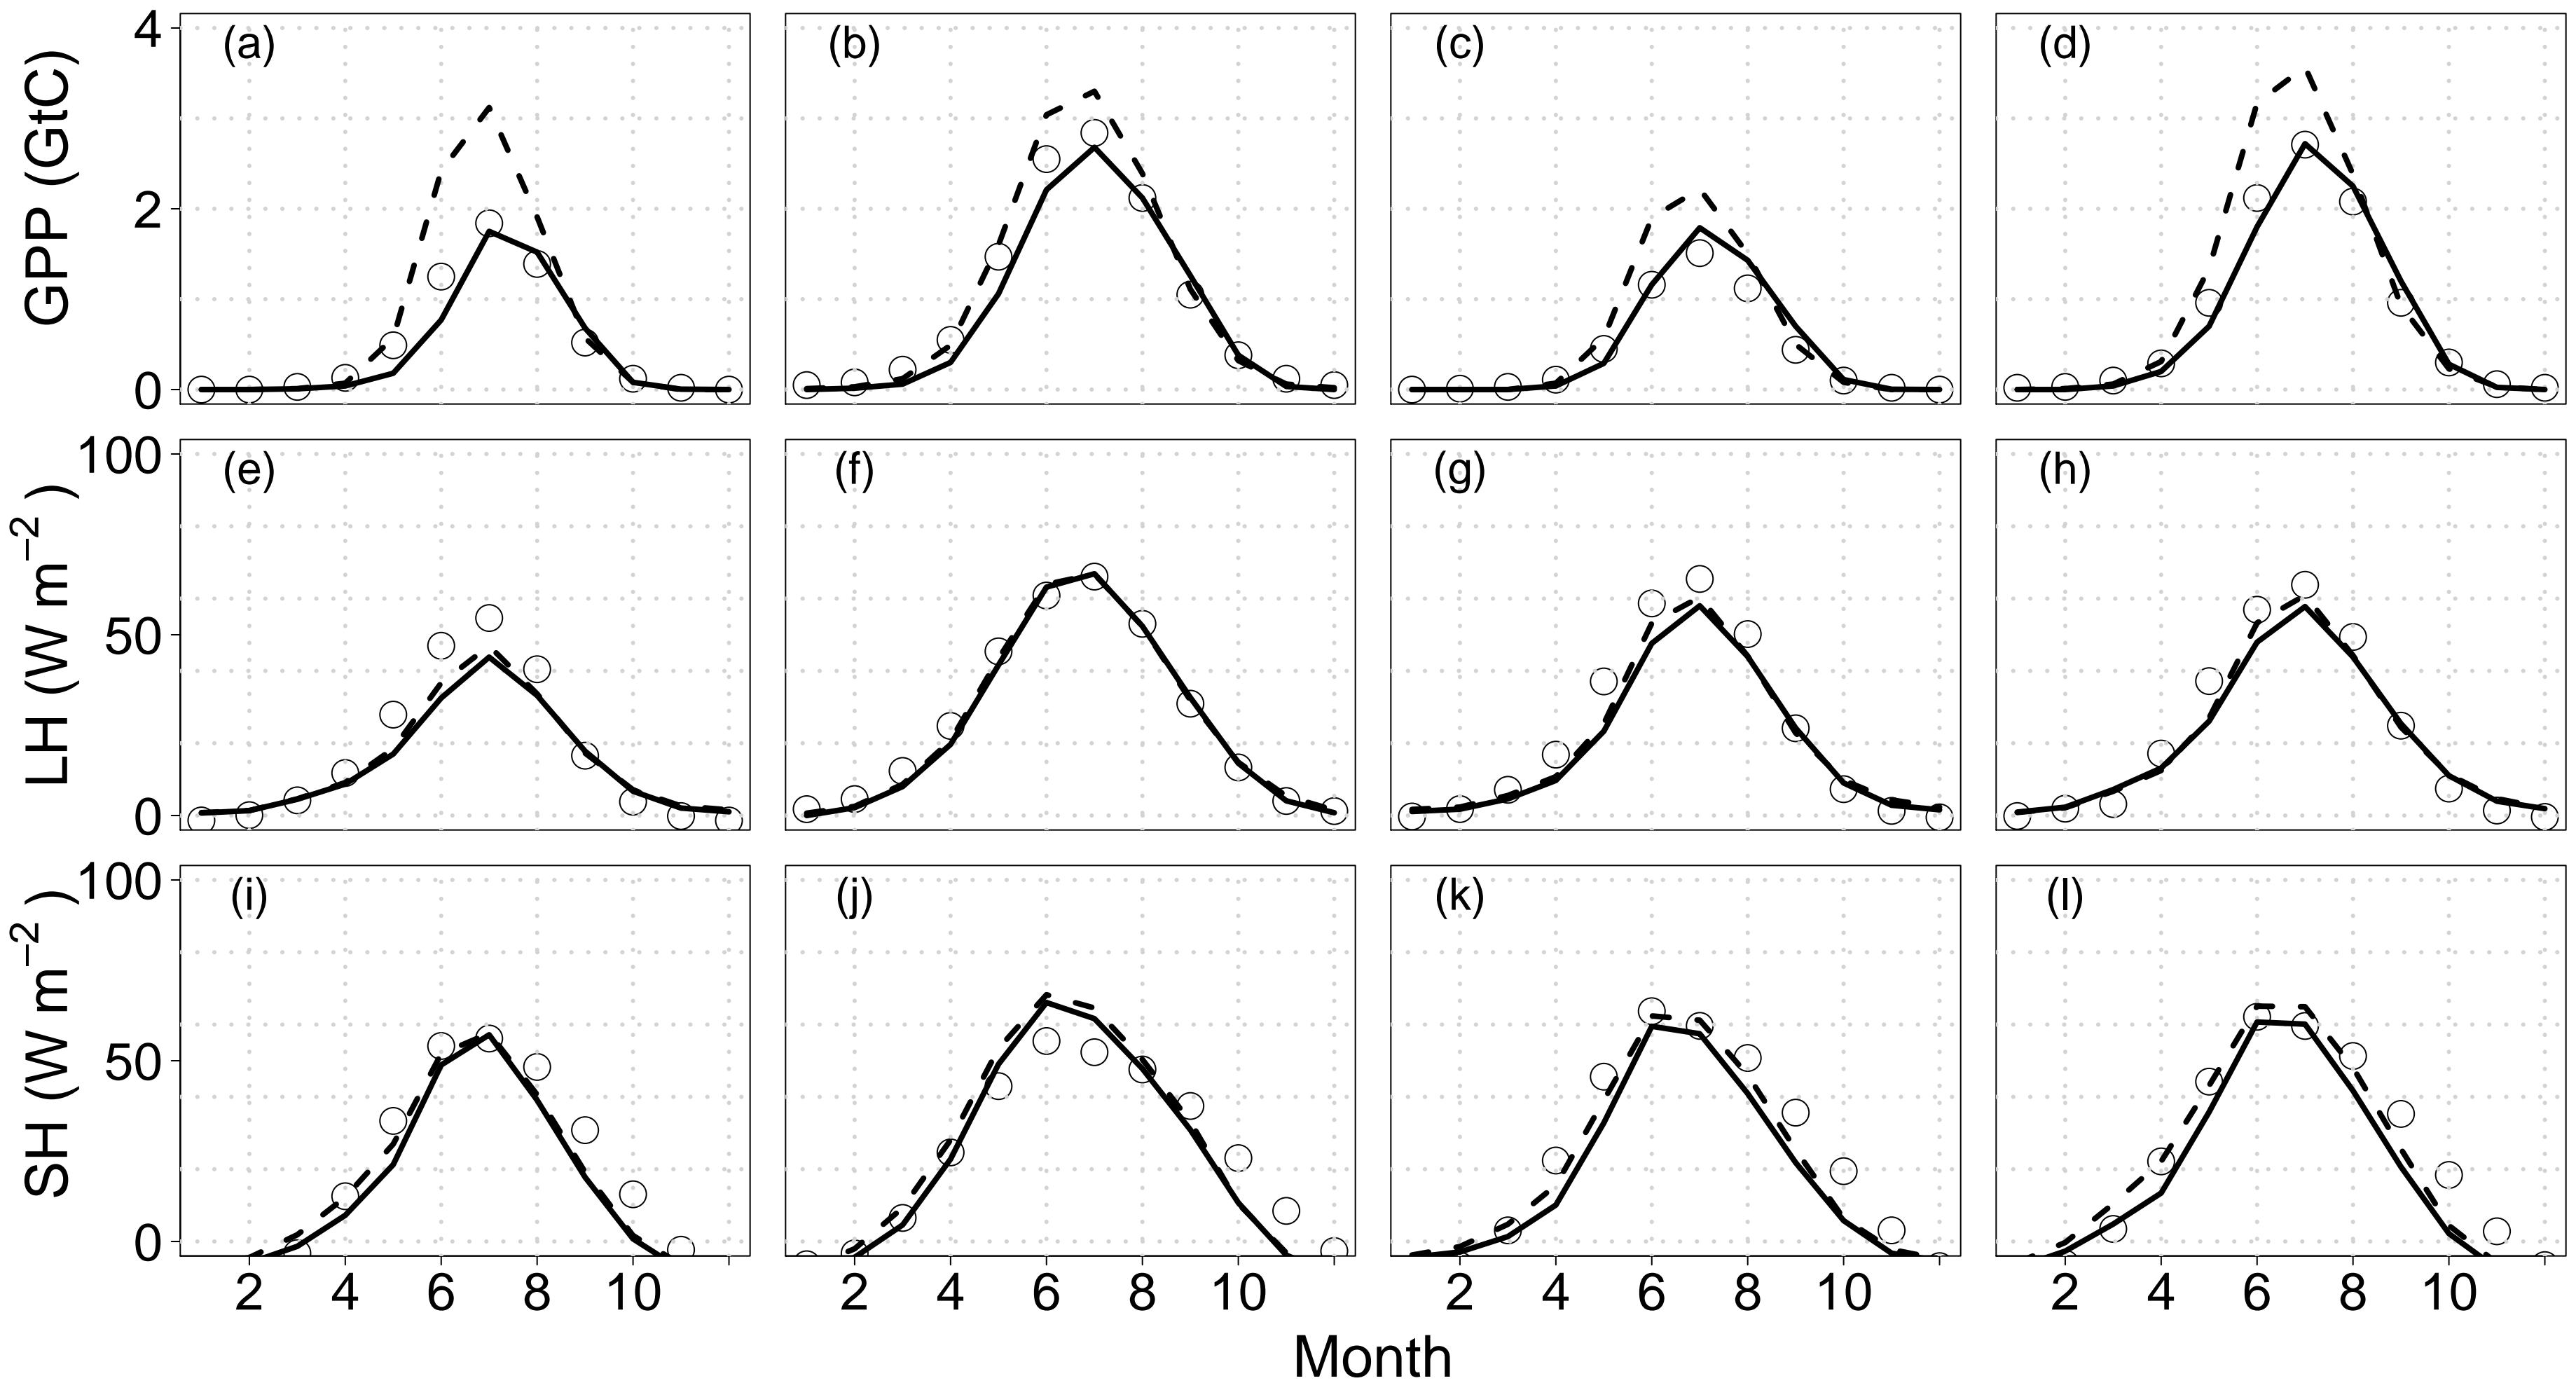 GPP (GtC)
4
2
0
(a)
(b)
(c)
(d)
LH (W m⁻²)
100
50
0
(e)
(f)
(g)
(h)
SH (W m⁻²)
100
50
0
(i)
(j)
(k)
(l)
2 4 6 8 10
2 4 6 8 10
2 4 6 8 10
2 4 6 8 10
Month